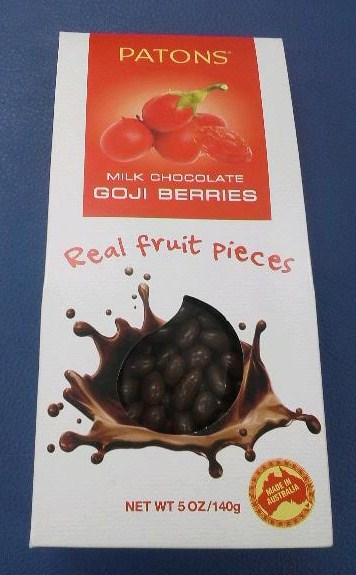 PATONS
MILK CHOCOLATE
GOJI BERRIES
Real fruit pieces
MADE IN
AUSTRALIA
NET WT 5 OZ/140g